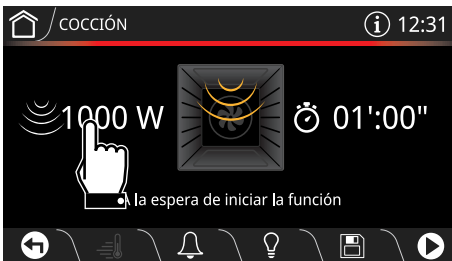 COCCIÓN
i 12:31
1000 W
01':00"
A la espera de iniciar la función